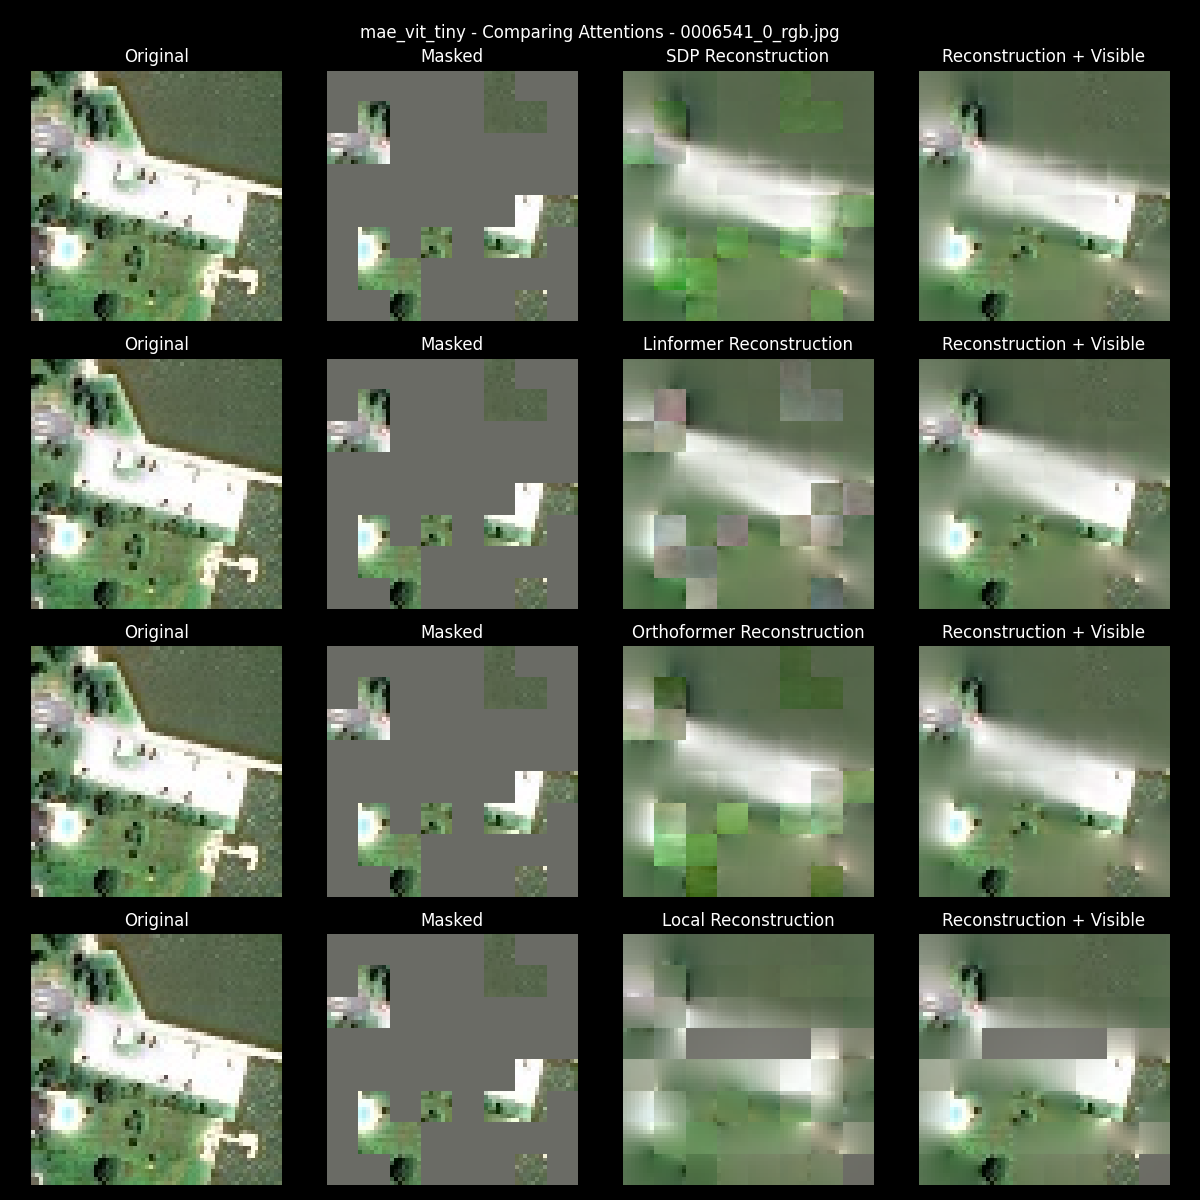 mae_vit_tiny - Comparing Attentions - 0006541_0_rgb.jpg
Original Masked SDP Reconstruction Reconstruction + Visible
Original Masked Linformer Reconstruction Reconstruction + Visible
Original Masked Orthoformer Reconstruction Reconstruction + Visible
Original Masked Local Reconstruction Reconstruction + Visible